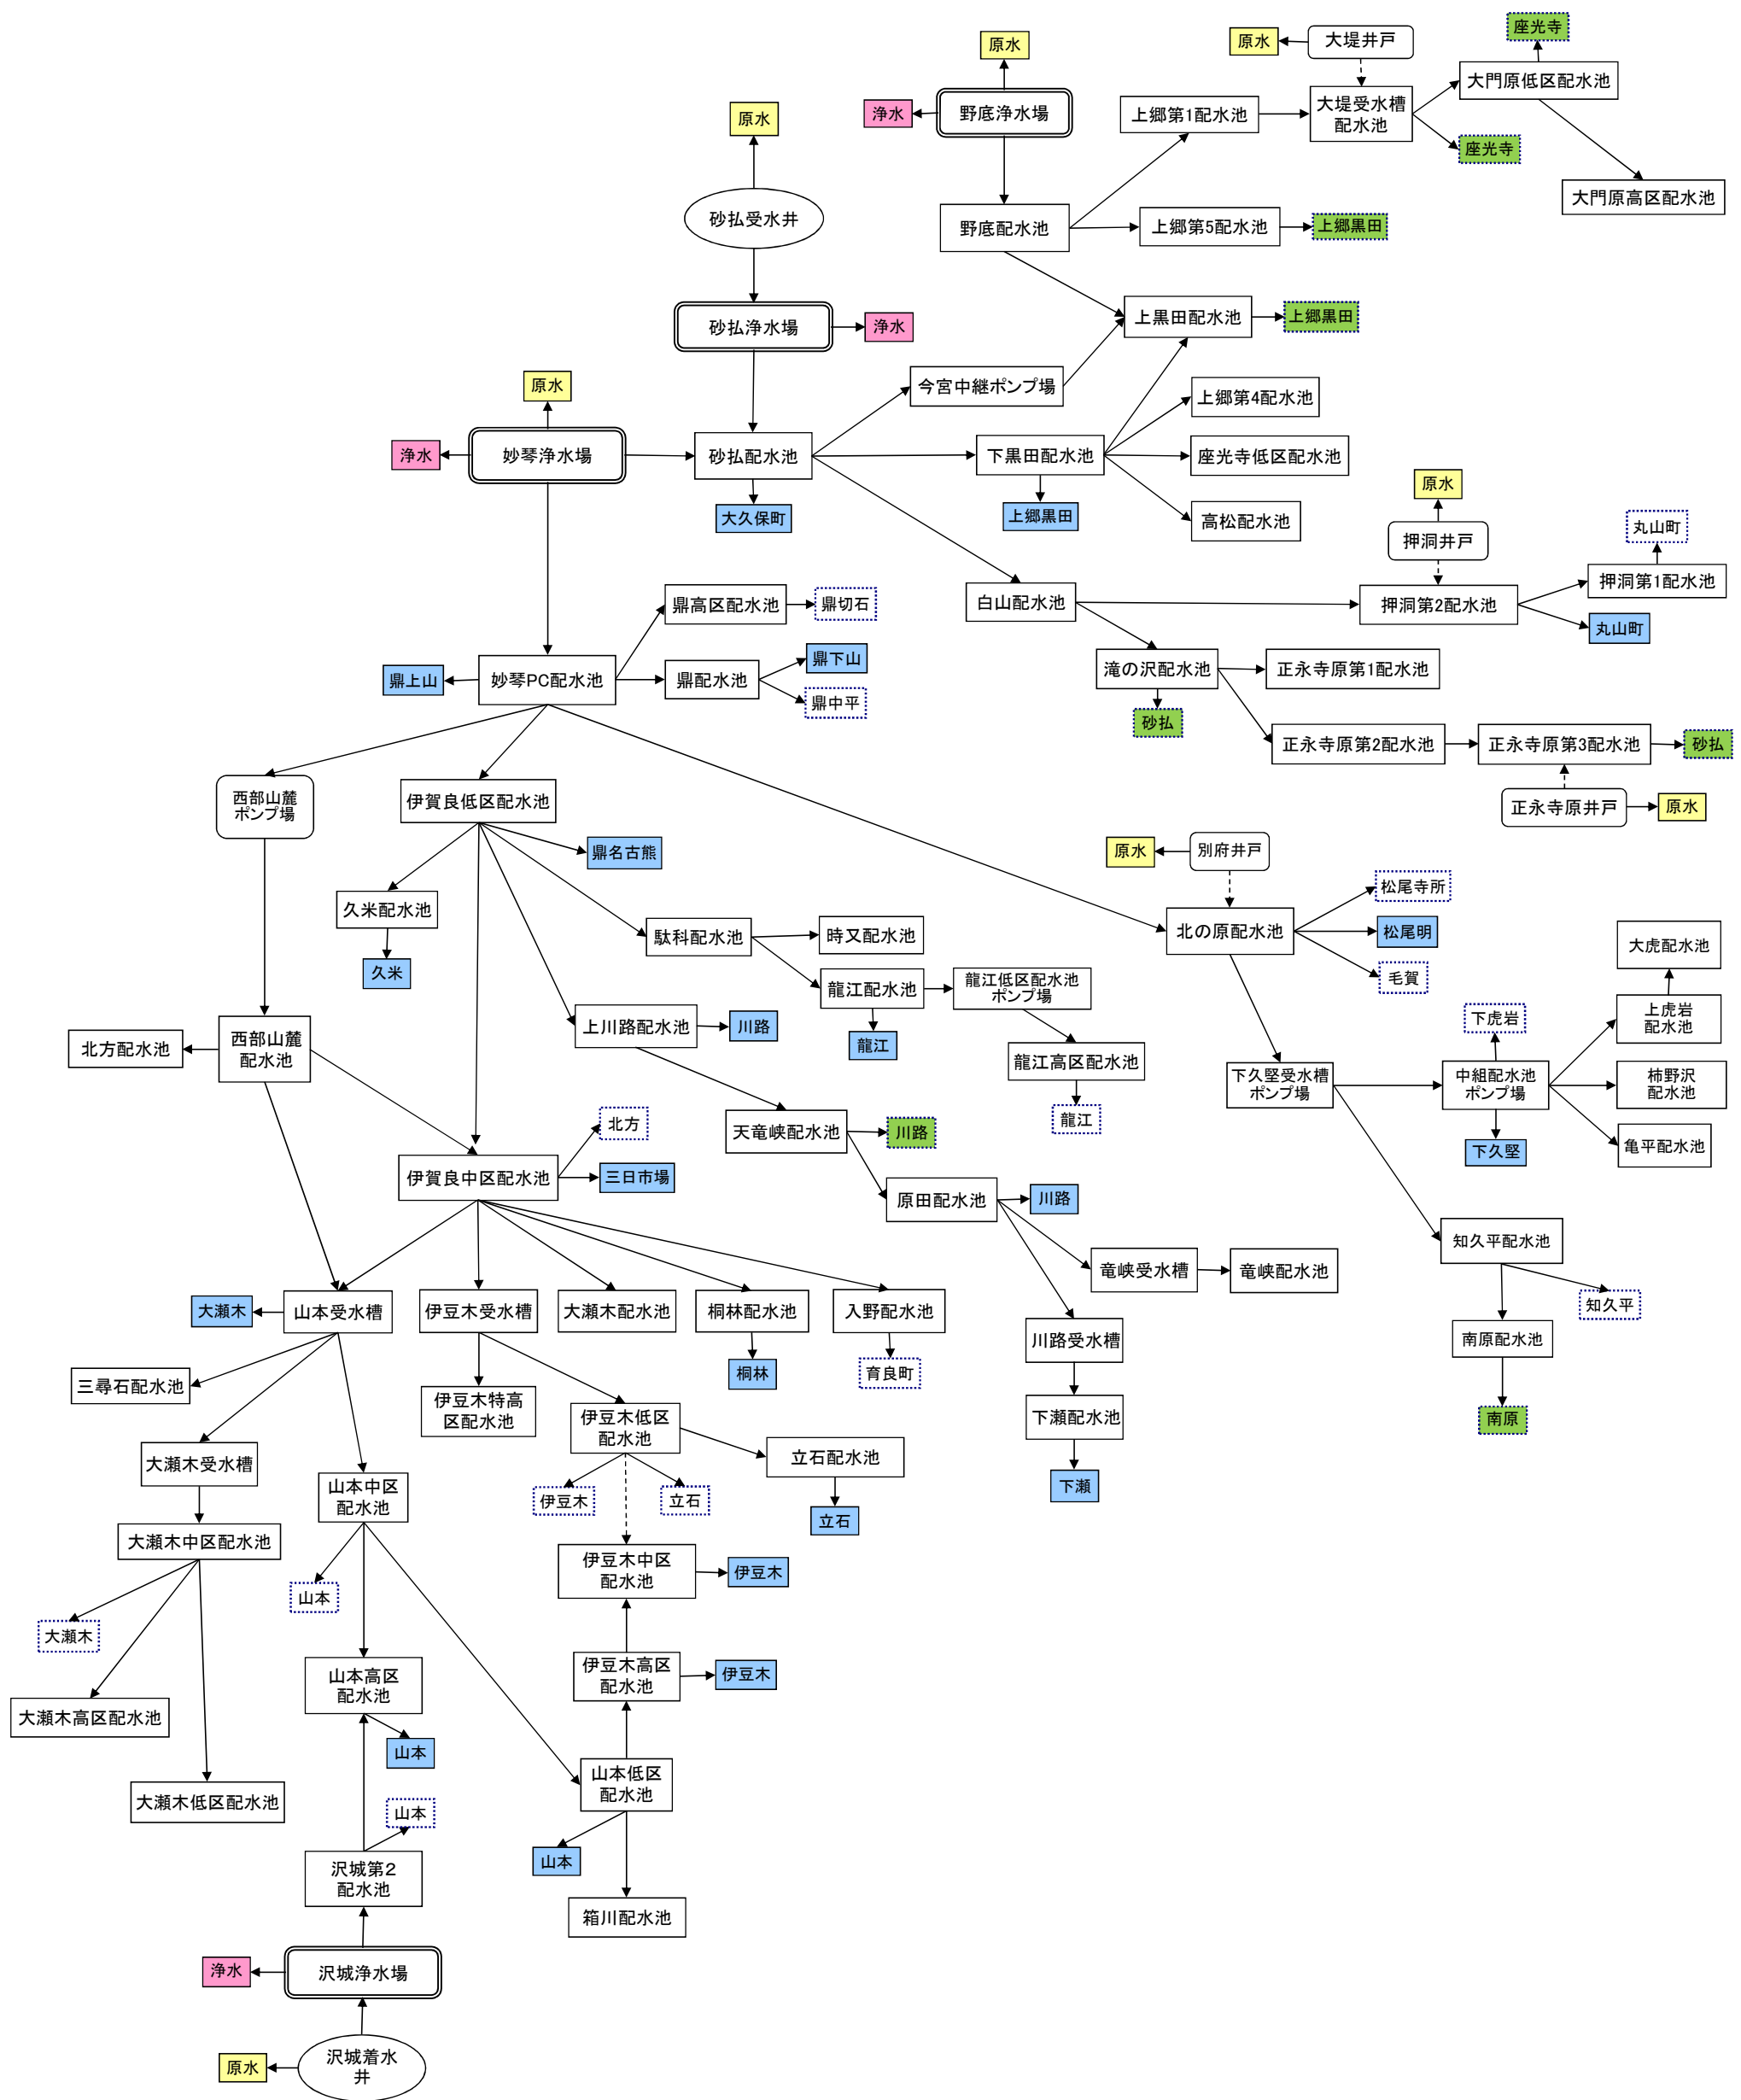 座光寺
原水
大堤井戸
原水
大門原低区配水池
野底浄水場
浄水
上郷第1配水池
大堤受水槽
配水池
原水
座光寺
大門原高区配水池
砂払受水井
野底配水池
上郷第5配水池
上郷黒田
砂払浄水場
浄水
上黒田配水池
上郷黒田
原水
今宮中継ポンプ場
上郷第4配水池
浄水
妙琴浄水場
砂払配水池
下黒田配水池
座光寺低区配水池
大久保町
上郷黒田
高松配水池
原水
丸山町
押洞井戸
押洞第1配水池
鼎高区配水池
鼎切石
白山配水池
押洞第2配水池
丸山町
鼎上山
妙琴PC配水池
鼎配水池
鼎下山
鼎中平
滝の沢配水池
正永寺原第1配水池
砂払
正永寺原第2配水池
正永寺原第3配水池
砂払
西部山麓
ポンプ場
伊賀良低区配水池
正永寺原井戸
原水
鼎名古熊
原水
別府井戸
久米配水池
松尾寺所
駄科配水池
時又配水池
北の原配水池
松尾明
大虎配水池
久米
龍江配水池
龍江低区配水池
ポンプ場
毛賀
上川路配水池
川路
龍江
下虎岩
上虎岩
配水池
北方配水池
西部山麓
配水池
龍江高区配水池
下久堅受水槽
ポンプ場
中組配水池
ポンプ場
柿野沢
配水池
北方
天竜峡配水池
川路
龍江
下久堅
亀平配水池
伊賀良中区配水池
三日市場
原田配水池
川路
知久平配水池
竜峡受水槽
竜峡配水池
大瀬木
山本受水槽
伊豆木受水槽
大瀬木配水池
桐林配水池
入野配水池
知久平
川路受水槽
南原配水池
三尋石配水池
桐林
育良町
伊豆木特高
区配水池
伊豆木低区
配水池
下瀬配水池
南原
大瀬木受水槽
立石配水池
山本中区
配水池
伊豆木
立石
下瀬
立石
大瀬木中区配水池
伊豆木中区
配水池
伊豆木
山本
大瀬木
伊豆木高区
配水池
伊豆木
山本高区
配水池
大瀬木高区配水池
山本
山本低区
配水池
大瀬木低区配水池
山本
山本
沢城第２
配水池
箱川配水池
浄水
沢城浄水場
原水
沢城着水
井